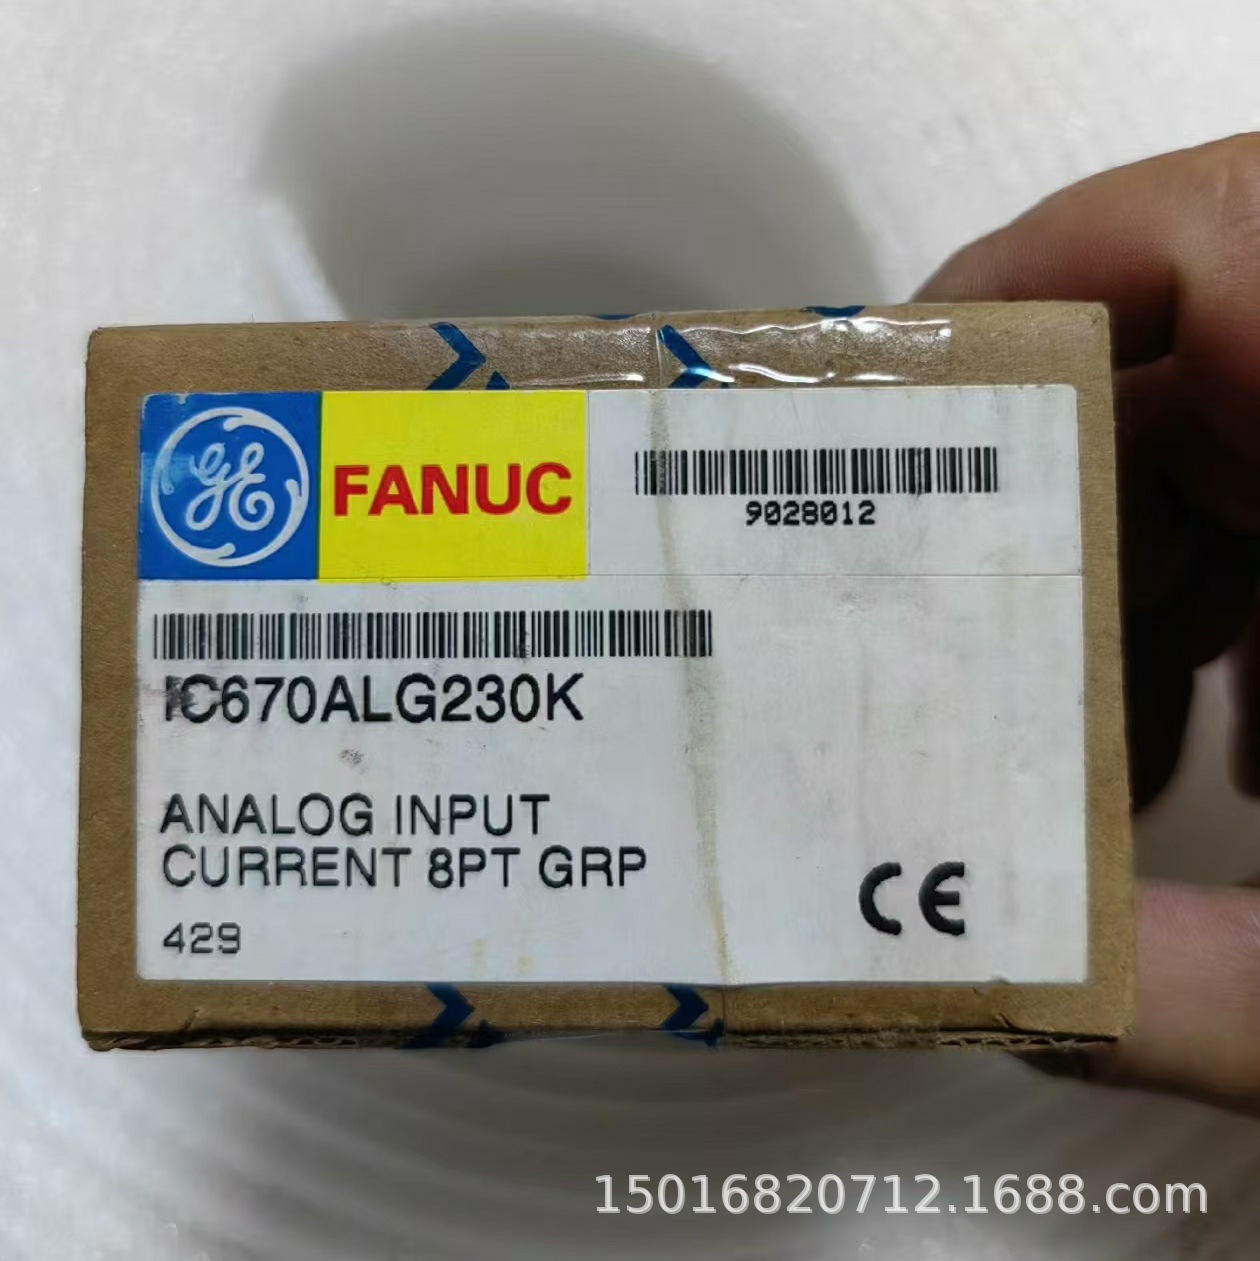 GE FANUC
9028012
IC670ALG230K
ANALOG INPUT
CURRENT 8PT GRP
429
CE
15016820712.1688.com